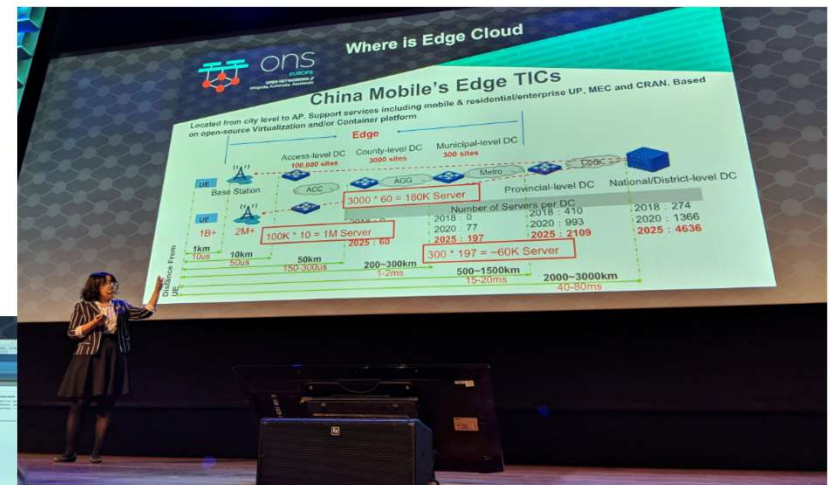 ons
EUROPE
OPEN NETWORKING //
Integrate, Automate, Accelerate
Where is Edge Cloud
China Mobile's Edge TICs
Located from city level to AP. Support services including mobile & residential/enterprise UP, MEC and CRAN. Based
on open-source Virtualization and/or Container platform
Edge
Access-level DC
100,000 sites
County-level DC
3000 sites
Municipal-level DC
300 sites
UE
Base Station
ACC
AGG
Metro
Provincial-level DC
National/District-level DC
UE
1B+
2M+
3000 * 60 = 180K Server
Number of Servers per DC
100K * 10 = 1M Server
2025 : 60
2018 : 0
2020 : 77
2025 : 197
2018 : 410
2020 : 993
2025 : 2109
2018 : 274
2020 : 1366
2025 : 4636
300 * 197 = ~60K Server
Distance From
UE
1km
10us
10km
50us
50km
150-300us
200~300km
1-2ms
500~1500km
15-20ms
2000~3000km
40-80ms